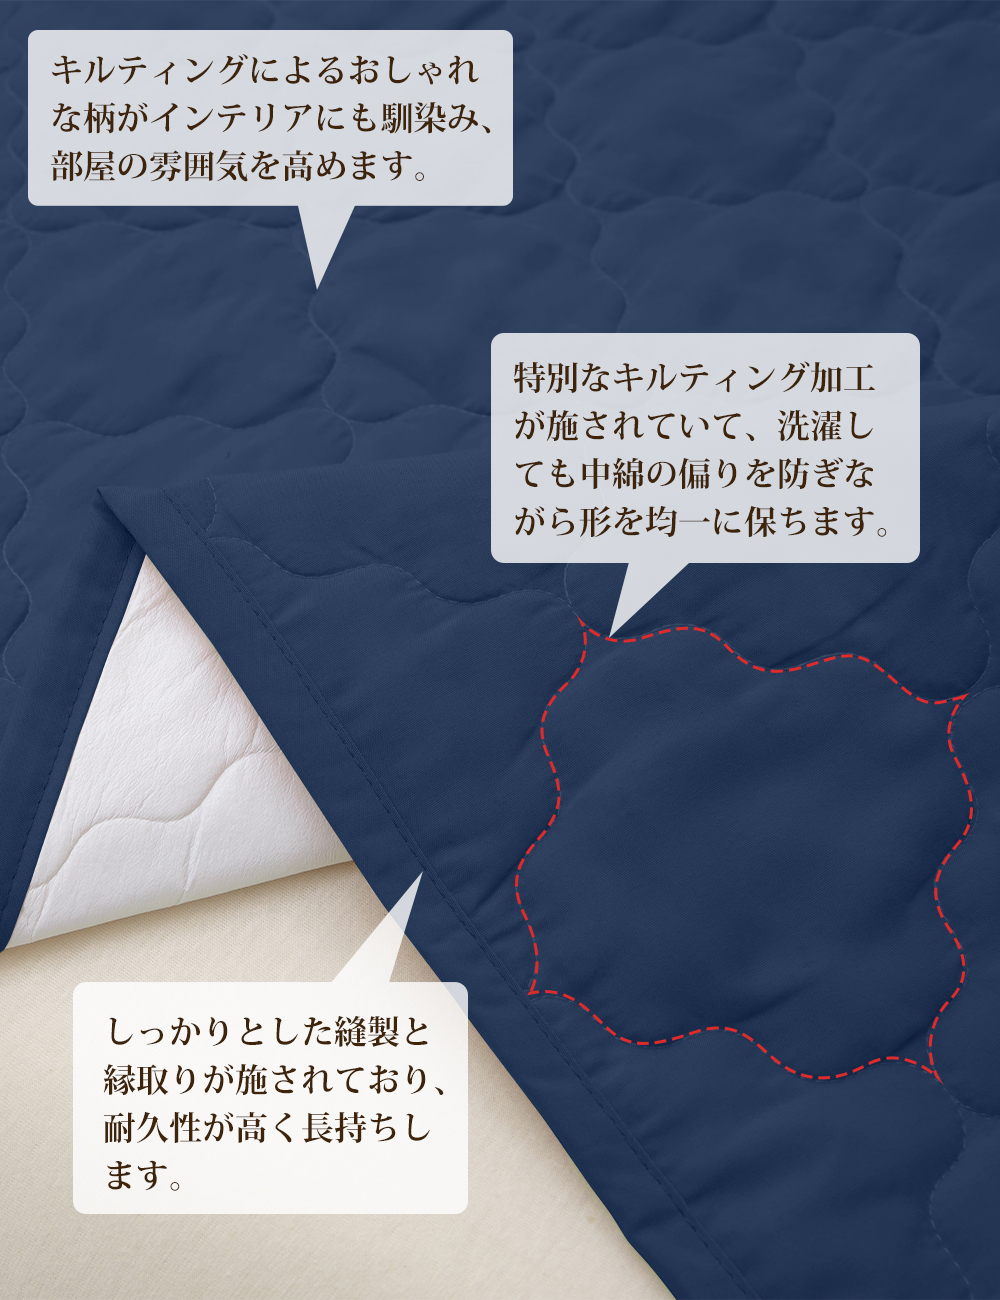 キルティングによるおしゃれ
な柄がインテリアにも馴染み、
部屋の雰囲気を高めます。
特別なキルティング加工
が施されていて、洗濯し
ても中綿の偏りを防ぎな
がら形を均一に保ちます。
しっかりとした縫製と
縁取りが施されており、
耐久性が高く長持ちし
ます。